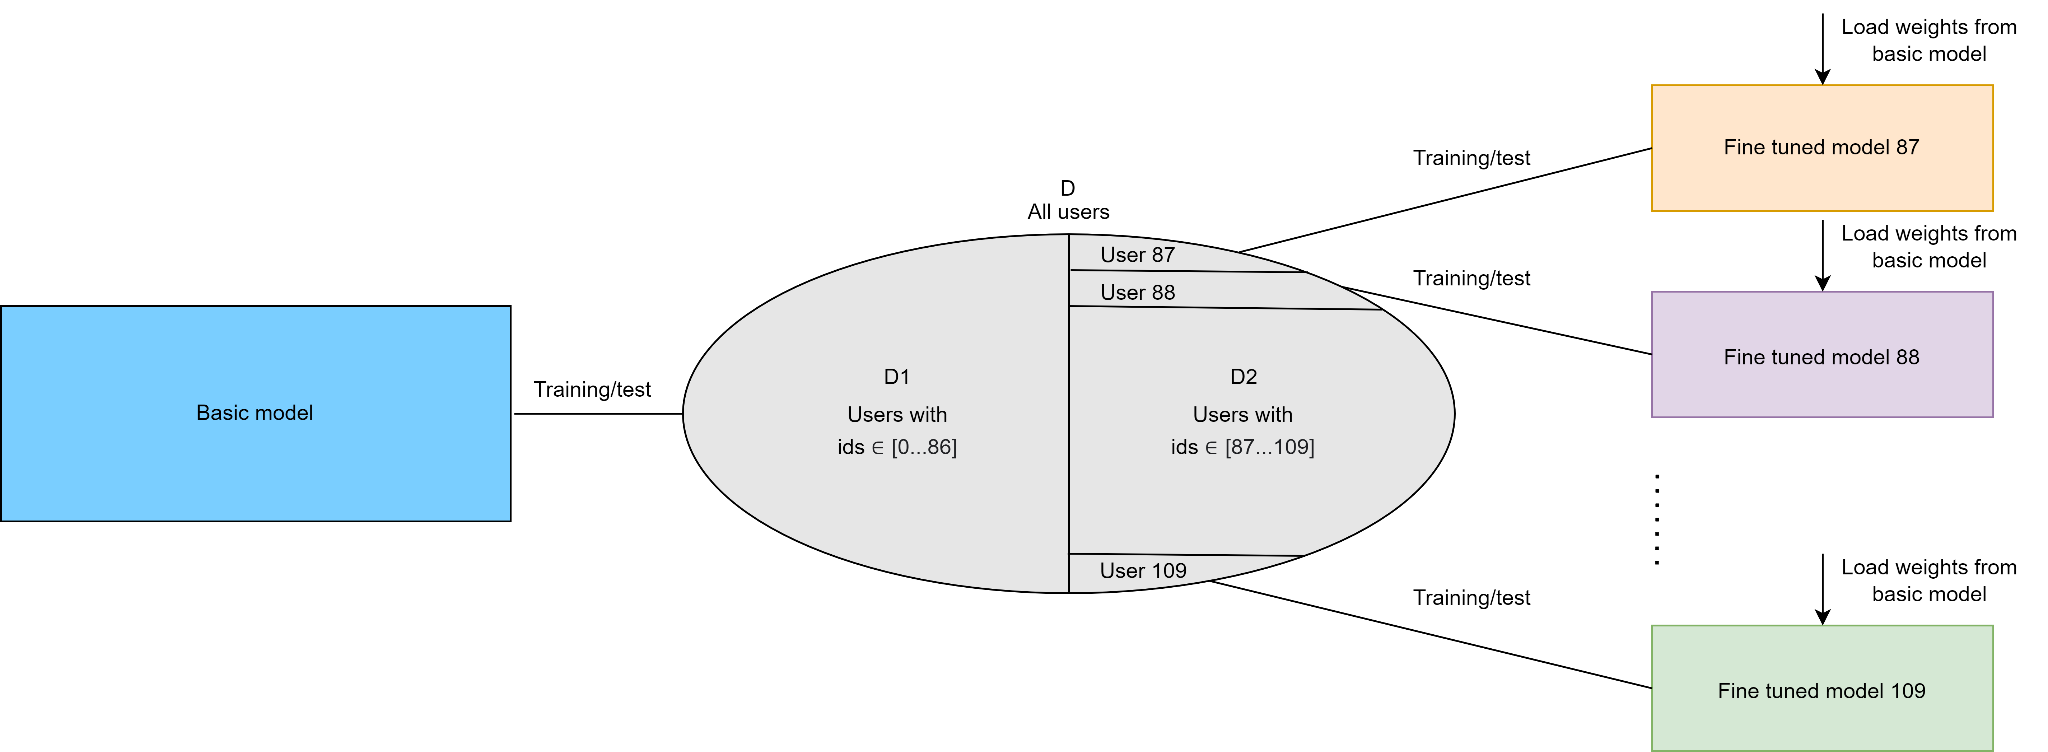 Load weights from
basic model
Fine tuned model 87
Training/test
D
All users
Load weights from
basic model
User 87
Training/test
User 88
Fine tuned model 88
D1
D2
Training/test
Basic model
Users with
Users with
ids ∈ [0...86]
ids ∈ [87...109]
Load weights from
basic model
User 109
Training/test
Fine tuned model 109